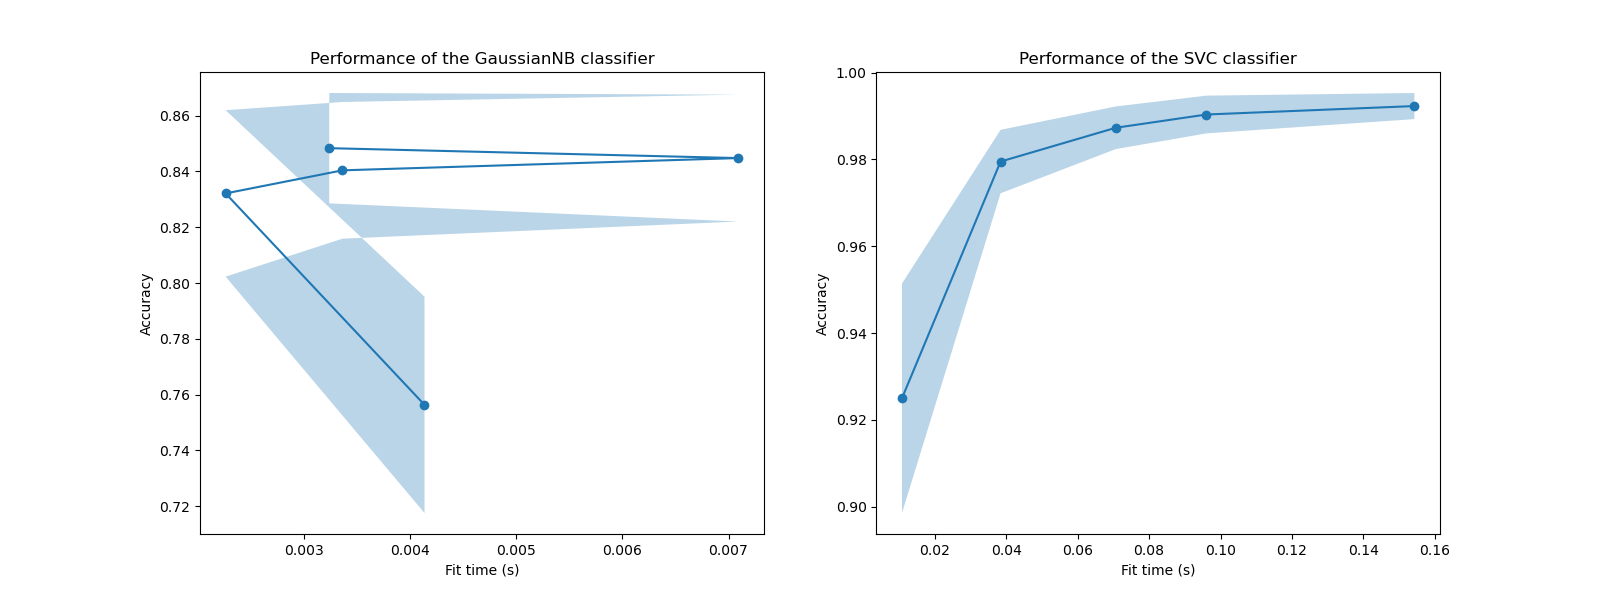 Performance of the GaussianNB classifier
0.86
0.84
0.82
0.80
0.78
0.76
0.74
0.72
Accuracy
0.003 0.004 0.005 0.006 0.007
Fit time (s)
Performance of the SVC classifier
1.00
0.98
0.96
0.94
0.92
0.90
Accuracy
0.02 0.04 0.06 0.08 0.10 0.12 0.14 0.16
Fit time (s)